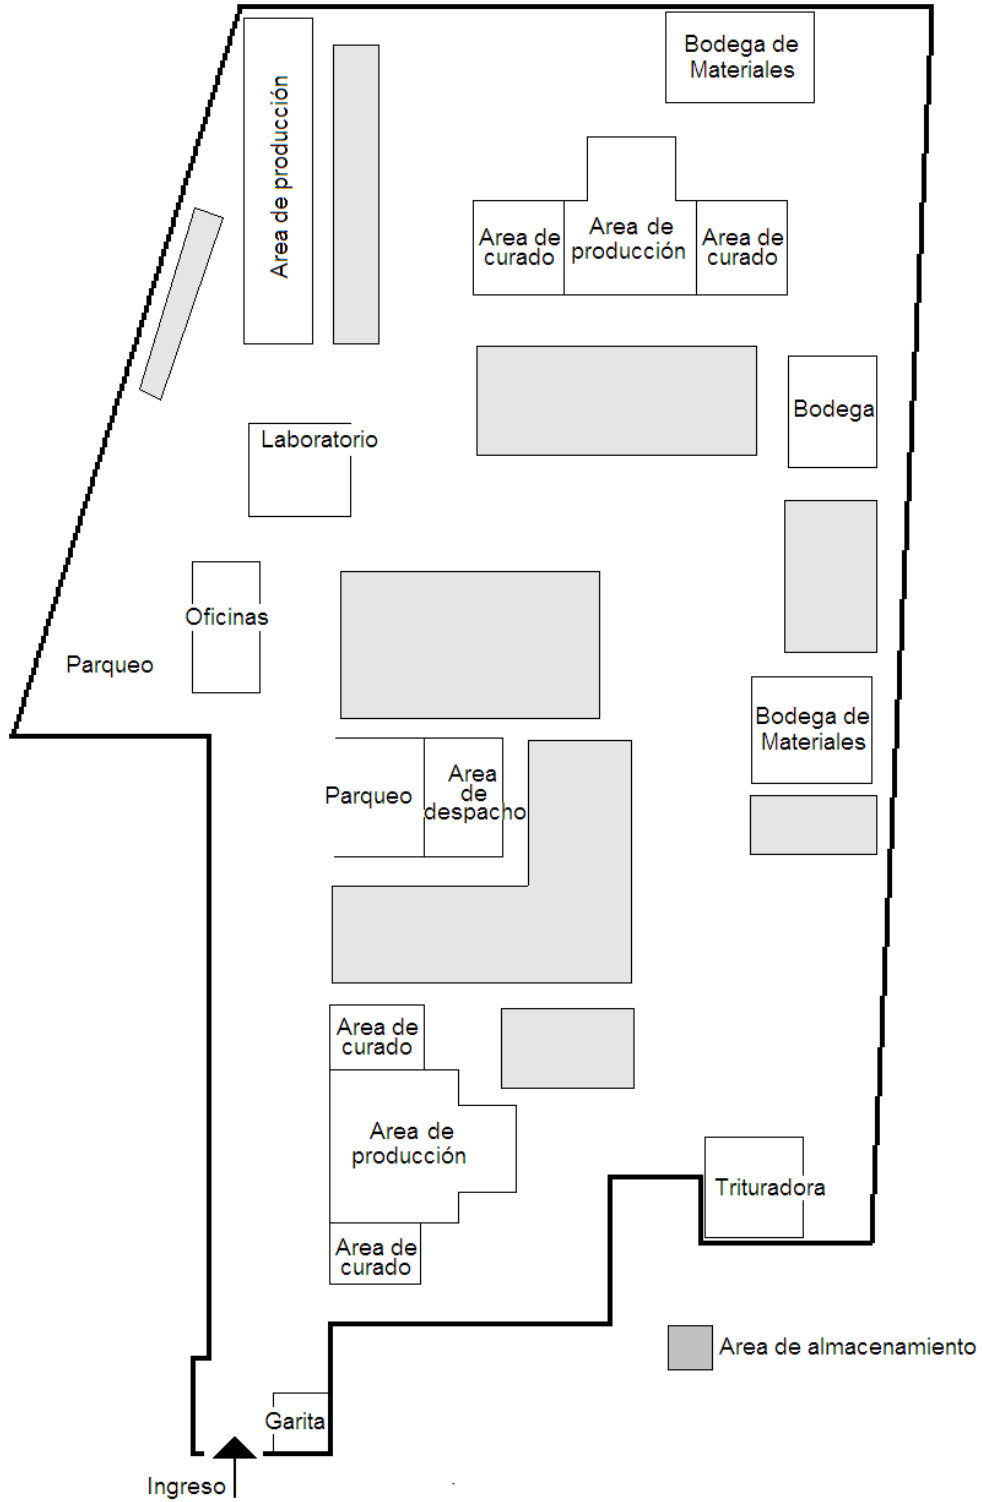 Bodega de
Materiales
Area de producción
Area de
curado
Area de
producción
Area de
curado
Bodega
Laboratorio
Oficinas
Parqueo
Bodega de
Materiales
Parqueo
Area
de
despacho
Area de
curado
Area de
producción
Trituradora
Area de
curado
Area de almacenamiento
Garita
Ingreso